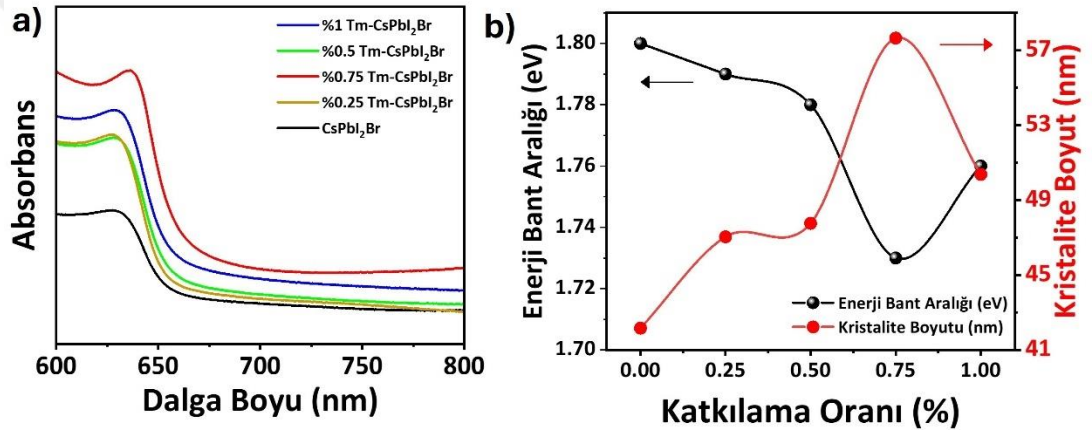 a)
%1 Tm-CsPbI₂Br
%0.5 Tm-CsPbI₂Br
%0.75 Tm-CsPbI₂Br
%0.25 Tm-CsPbI₂Br
CsPbI₂Br
Absorbans
600 650 700 750 800
Dalga Boyu (nm)
b)
Enerji Bant Aralığı (eV)
1.80
1.78
1.76
1.74
1.72
1.70
Enerji Bant Aralığı (eV)
Kristalite Boyutu (nm)
0.00 0.25 0.50 0.75 1.00
Katkılama Oranı (%)
57
53
49
45
41
Kristalite Boyut (nm)